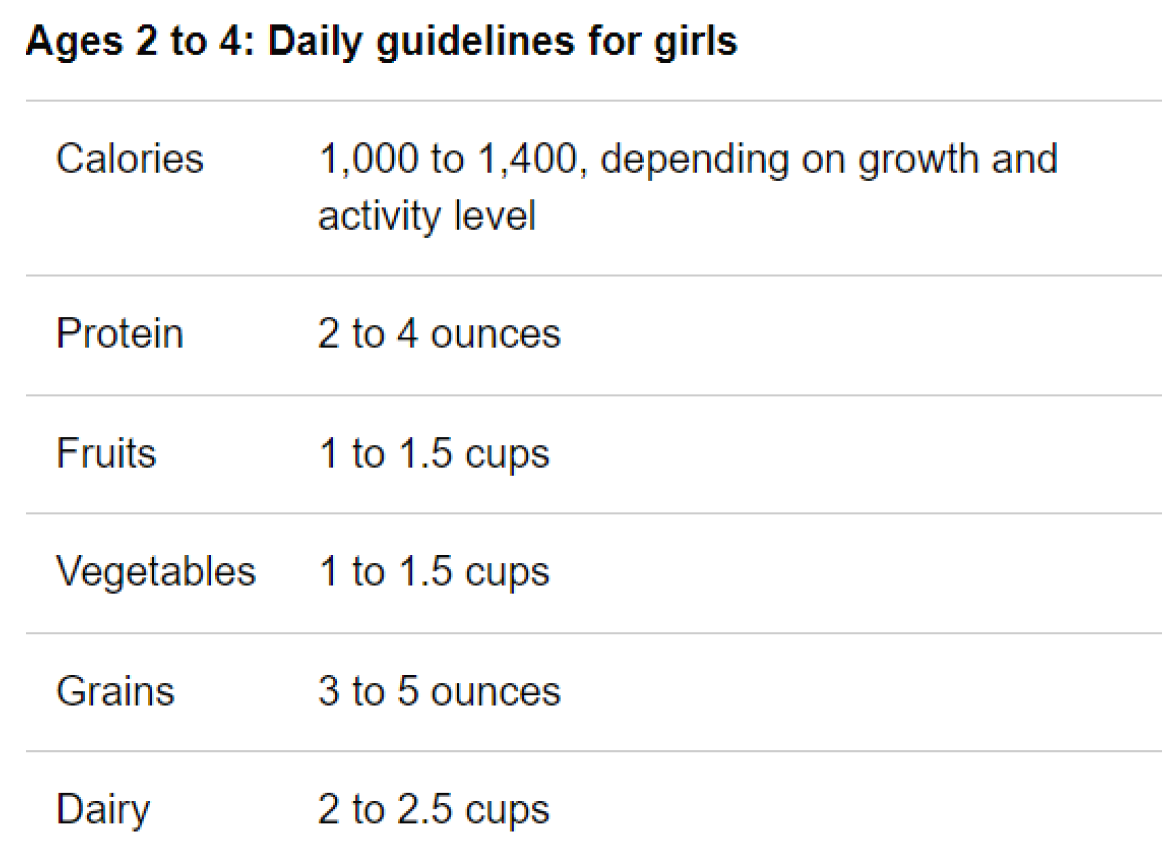 Ages 2 to 4: Daily guidelines for girls
Calories 1,000 to 1,400, depending on growth and
activity level
Protein 2 to 4 ounces
Fruits 1 to 1.5 cups
Vegetables 1 to 1.5 cups
Grains 3 to 5 ounces
Dairy 2 to 2.5 cups